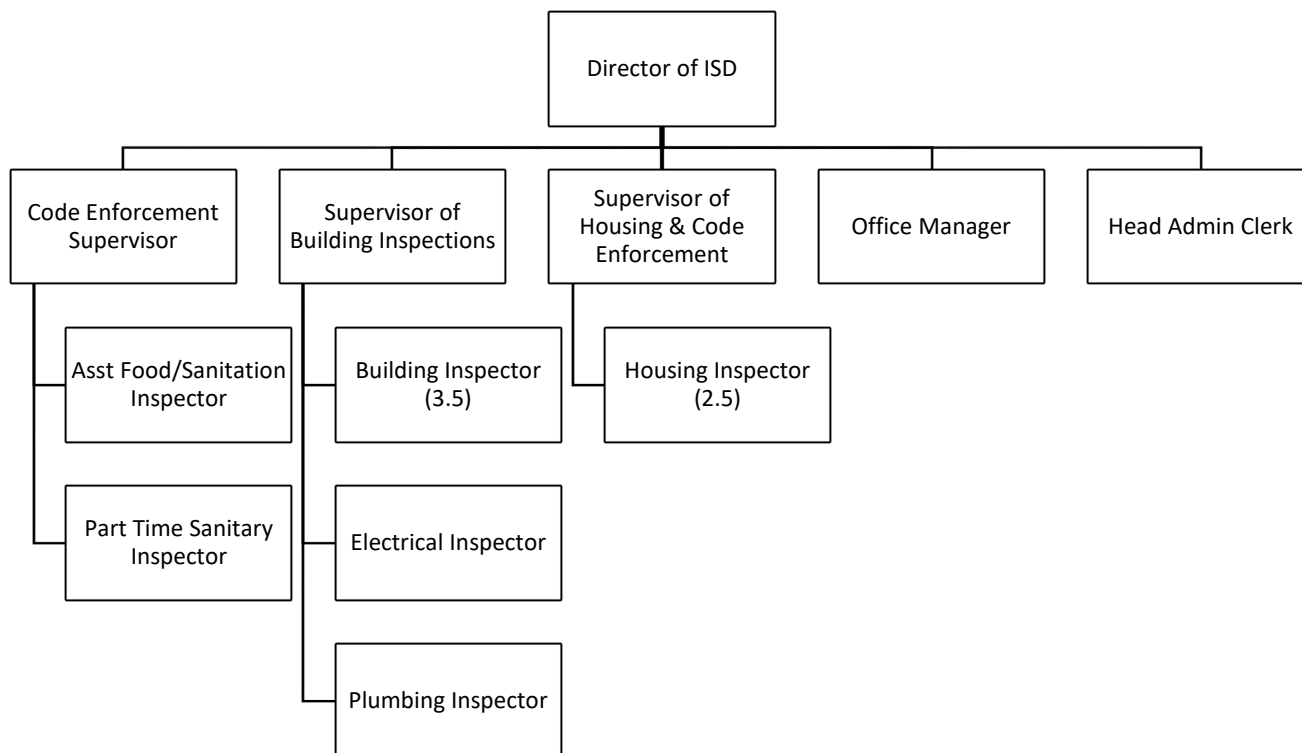 Director of ISD
Code Enforcement
Supervisor
Supervisor of
Building Inspections
Supervisor of
Housing & Code
Enforcement
Office Manager
Head Admin Clerk
Asst Food/Sanitation
Inspector
Building Inspector
(3.5)
Housing Inspector
(2.5)
Part Time Sanitary
Inspector
Electrical Inspector
Plumbing Inspector